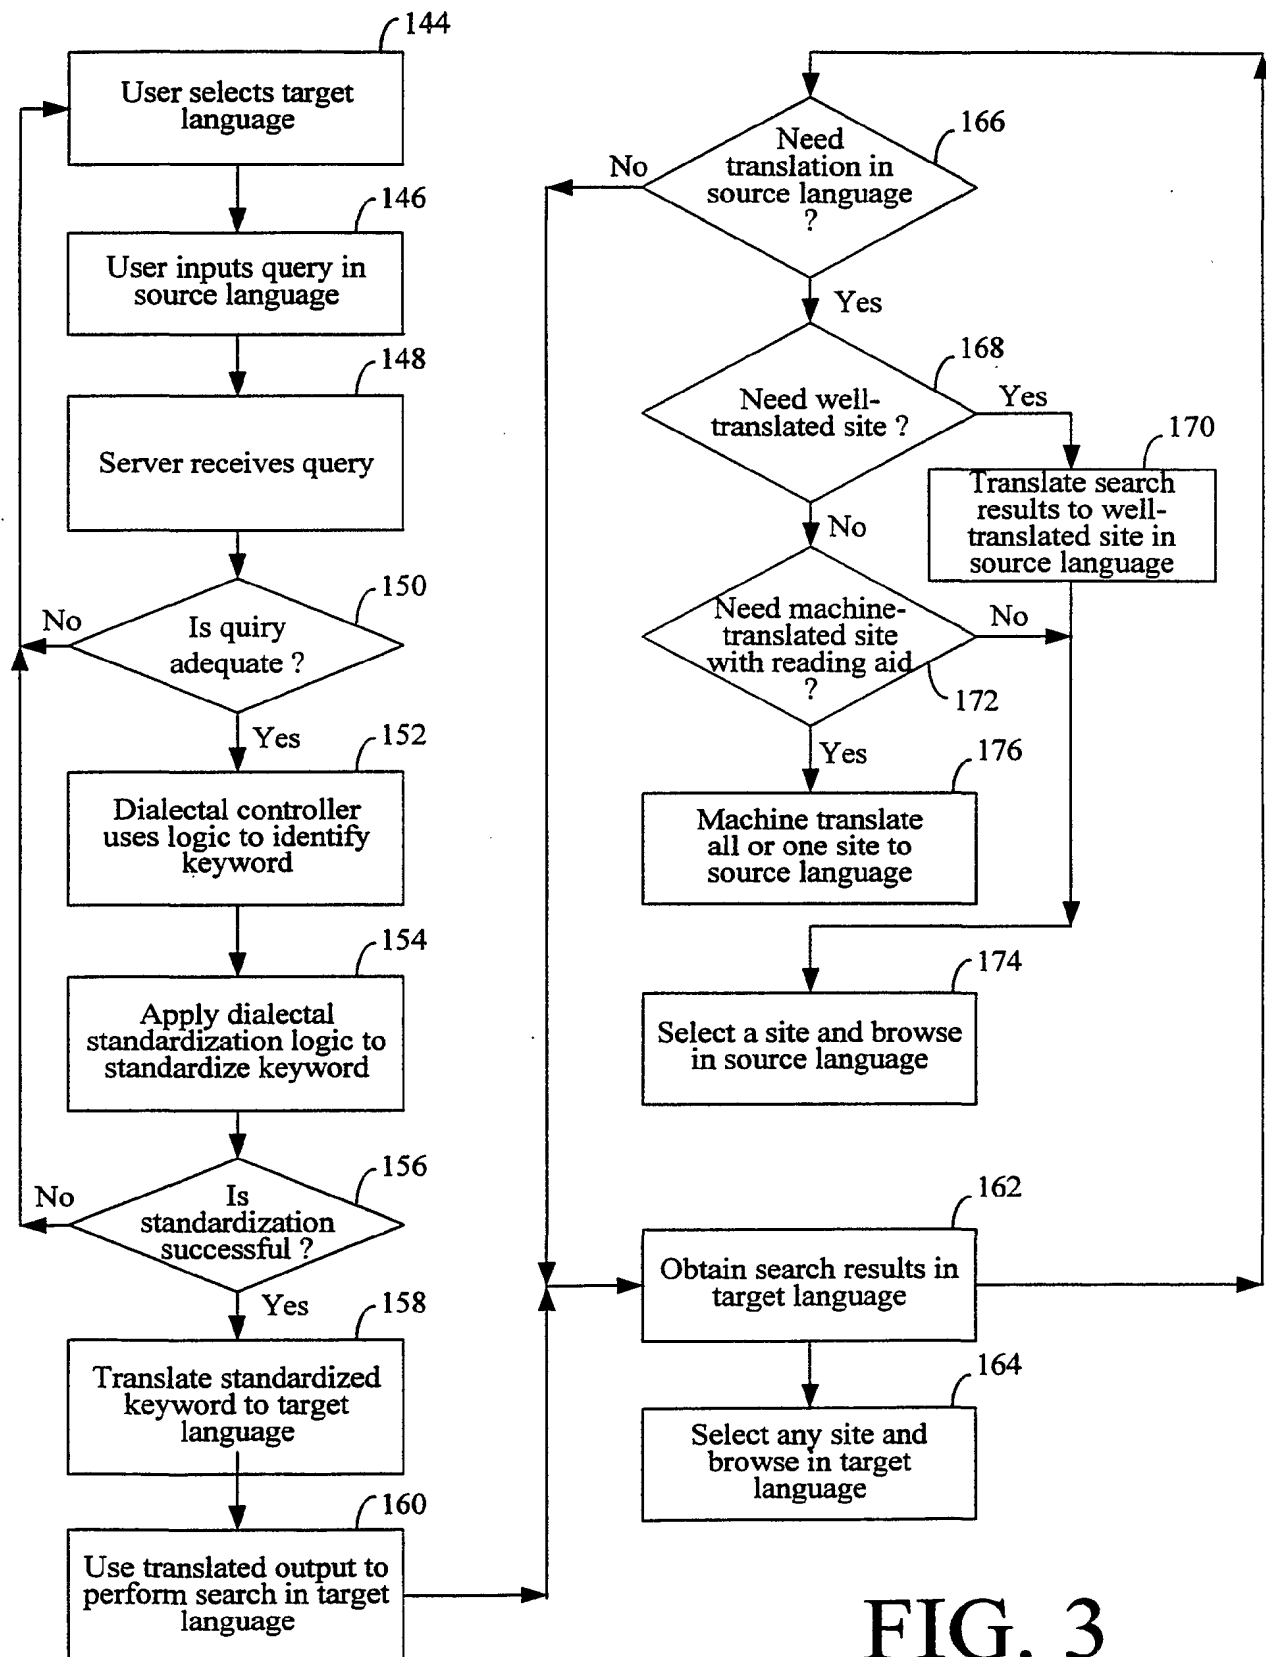 144
User selects target
language
146
User inputs query in
source language
148
Server receives query
150
Is quiry
adequate ?
No
Yes
152
Dialectal controller
uses logic to identify
keyword
154
Apply dialectal
standardization logic to
standardize keyword
156
Is
standardization
successful ?
No
Yes
158
Translate standardized
keyword to target
language
160
Use translated output to
perform search in target
language
166
Need
translation in
source language
?
No
Yes
168
Need well-
translated site ?
Yes
No
170
Translate search
results to well-
translated site in
source language
Need machine-
translated site
with reading aid
?
172
No
Yes
176
Machine translate
all or one site to
source language
174
Select a site and browse
in source language
162
Obtain search results in
target language
164
Select any site and
browse in target
language
FIG. 3